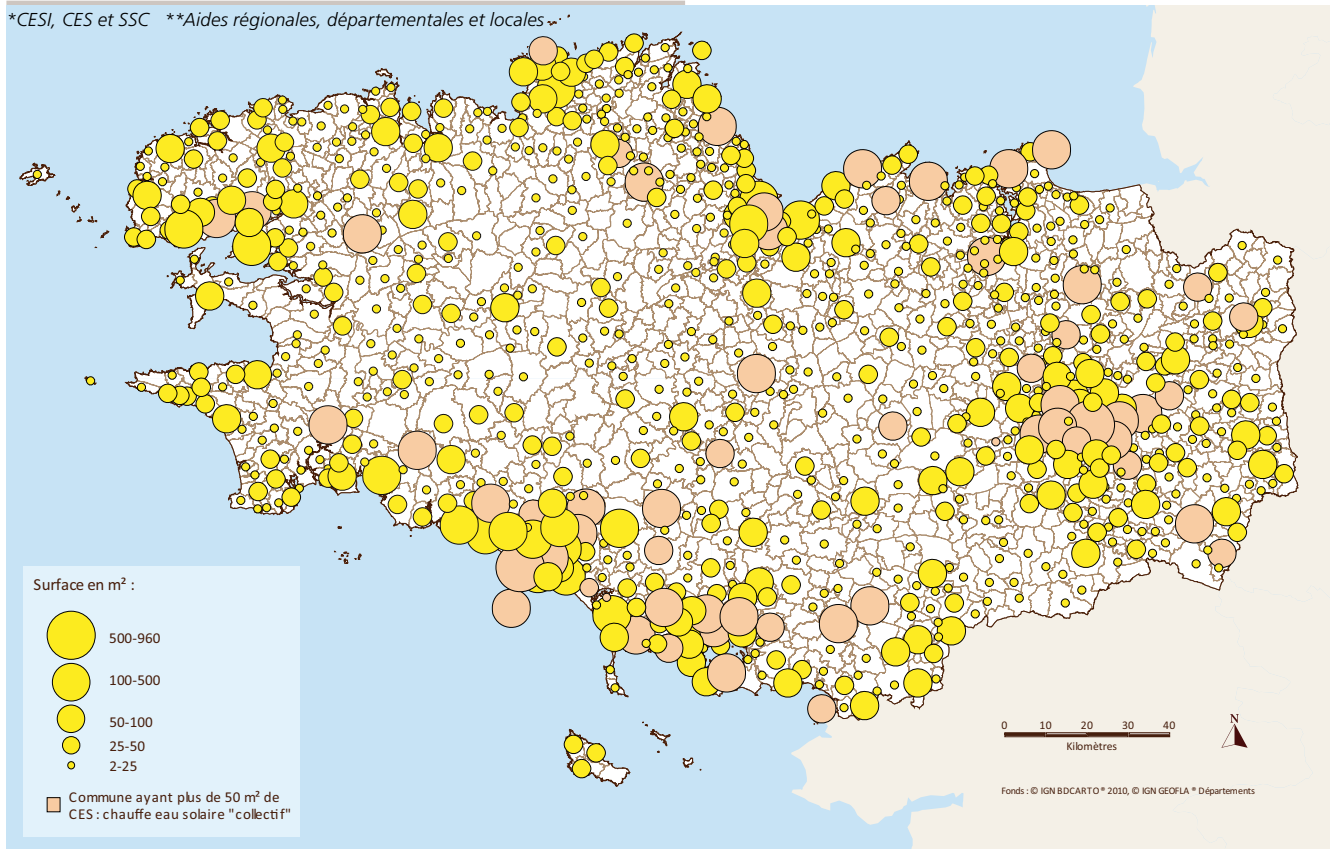 *CESI, CES et SSC **Aides régionales, départementales et locales
Surface en m² :
500-960
100-500
50-100
25-50
2-25
Commune ayant plus de 50 m² de
CES : chauffe eau solaire "collectif"
0 10 20 30 40
Kilomètres
N
Fonds : © IGN BDCARTO ® 2010, © IGN GEOFLA ® Départements